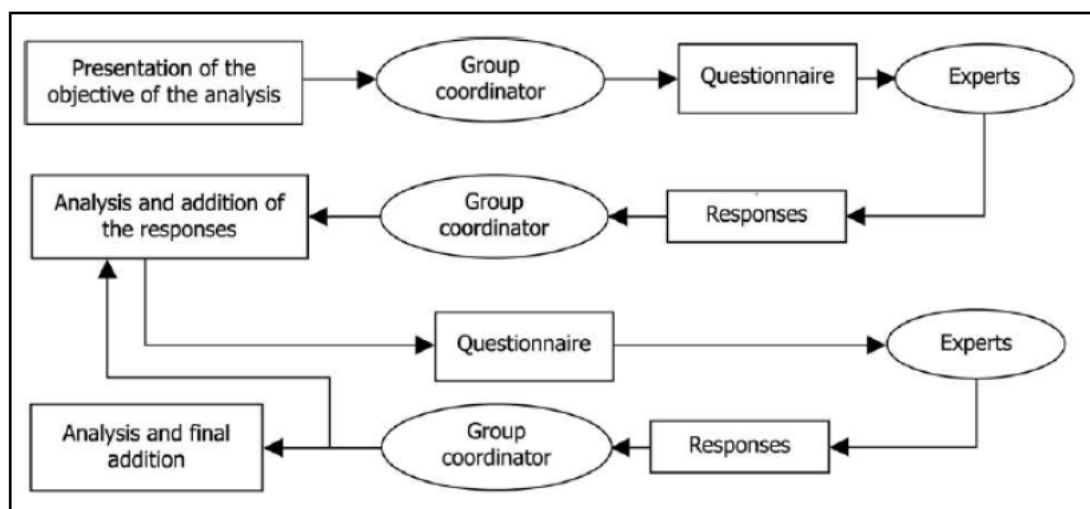 Presentation of the
objective of the analysis
Group
coordinator
Questionnaire
Experts
Analysis and addition of
the responses
Group
coordinator
Responses
Questionnaire
Experts
Analysis and final
addition
Group
coordinator
Responses